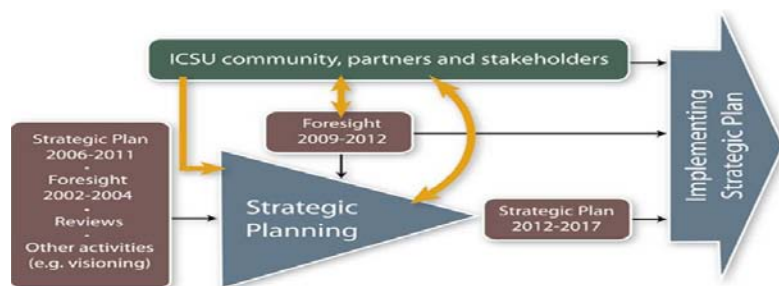 ICSU community, partners and stakeholders
Foresight
2009-2012
Strategic Plan
2006-2011
-
Foresight
2002-2004
-
Reviews
-
Other activities
(e.g. visioning)
Strategic
Planning
Strategic Plan
2012-2017
Implementing
Strategic Plan